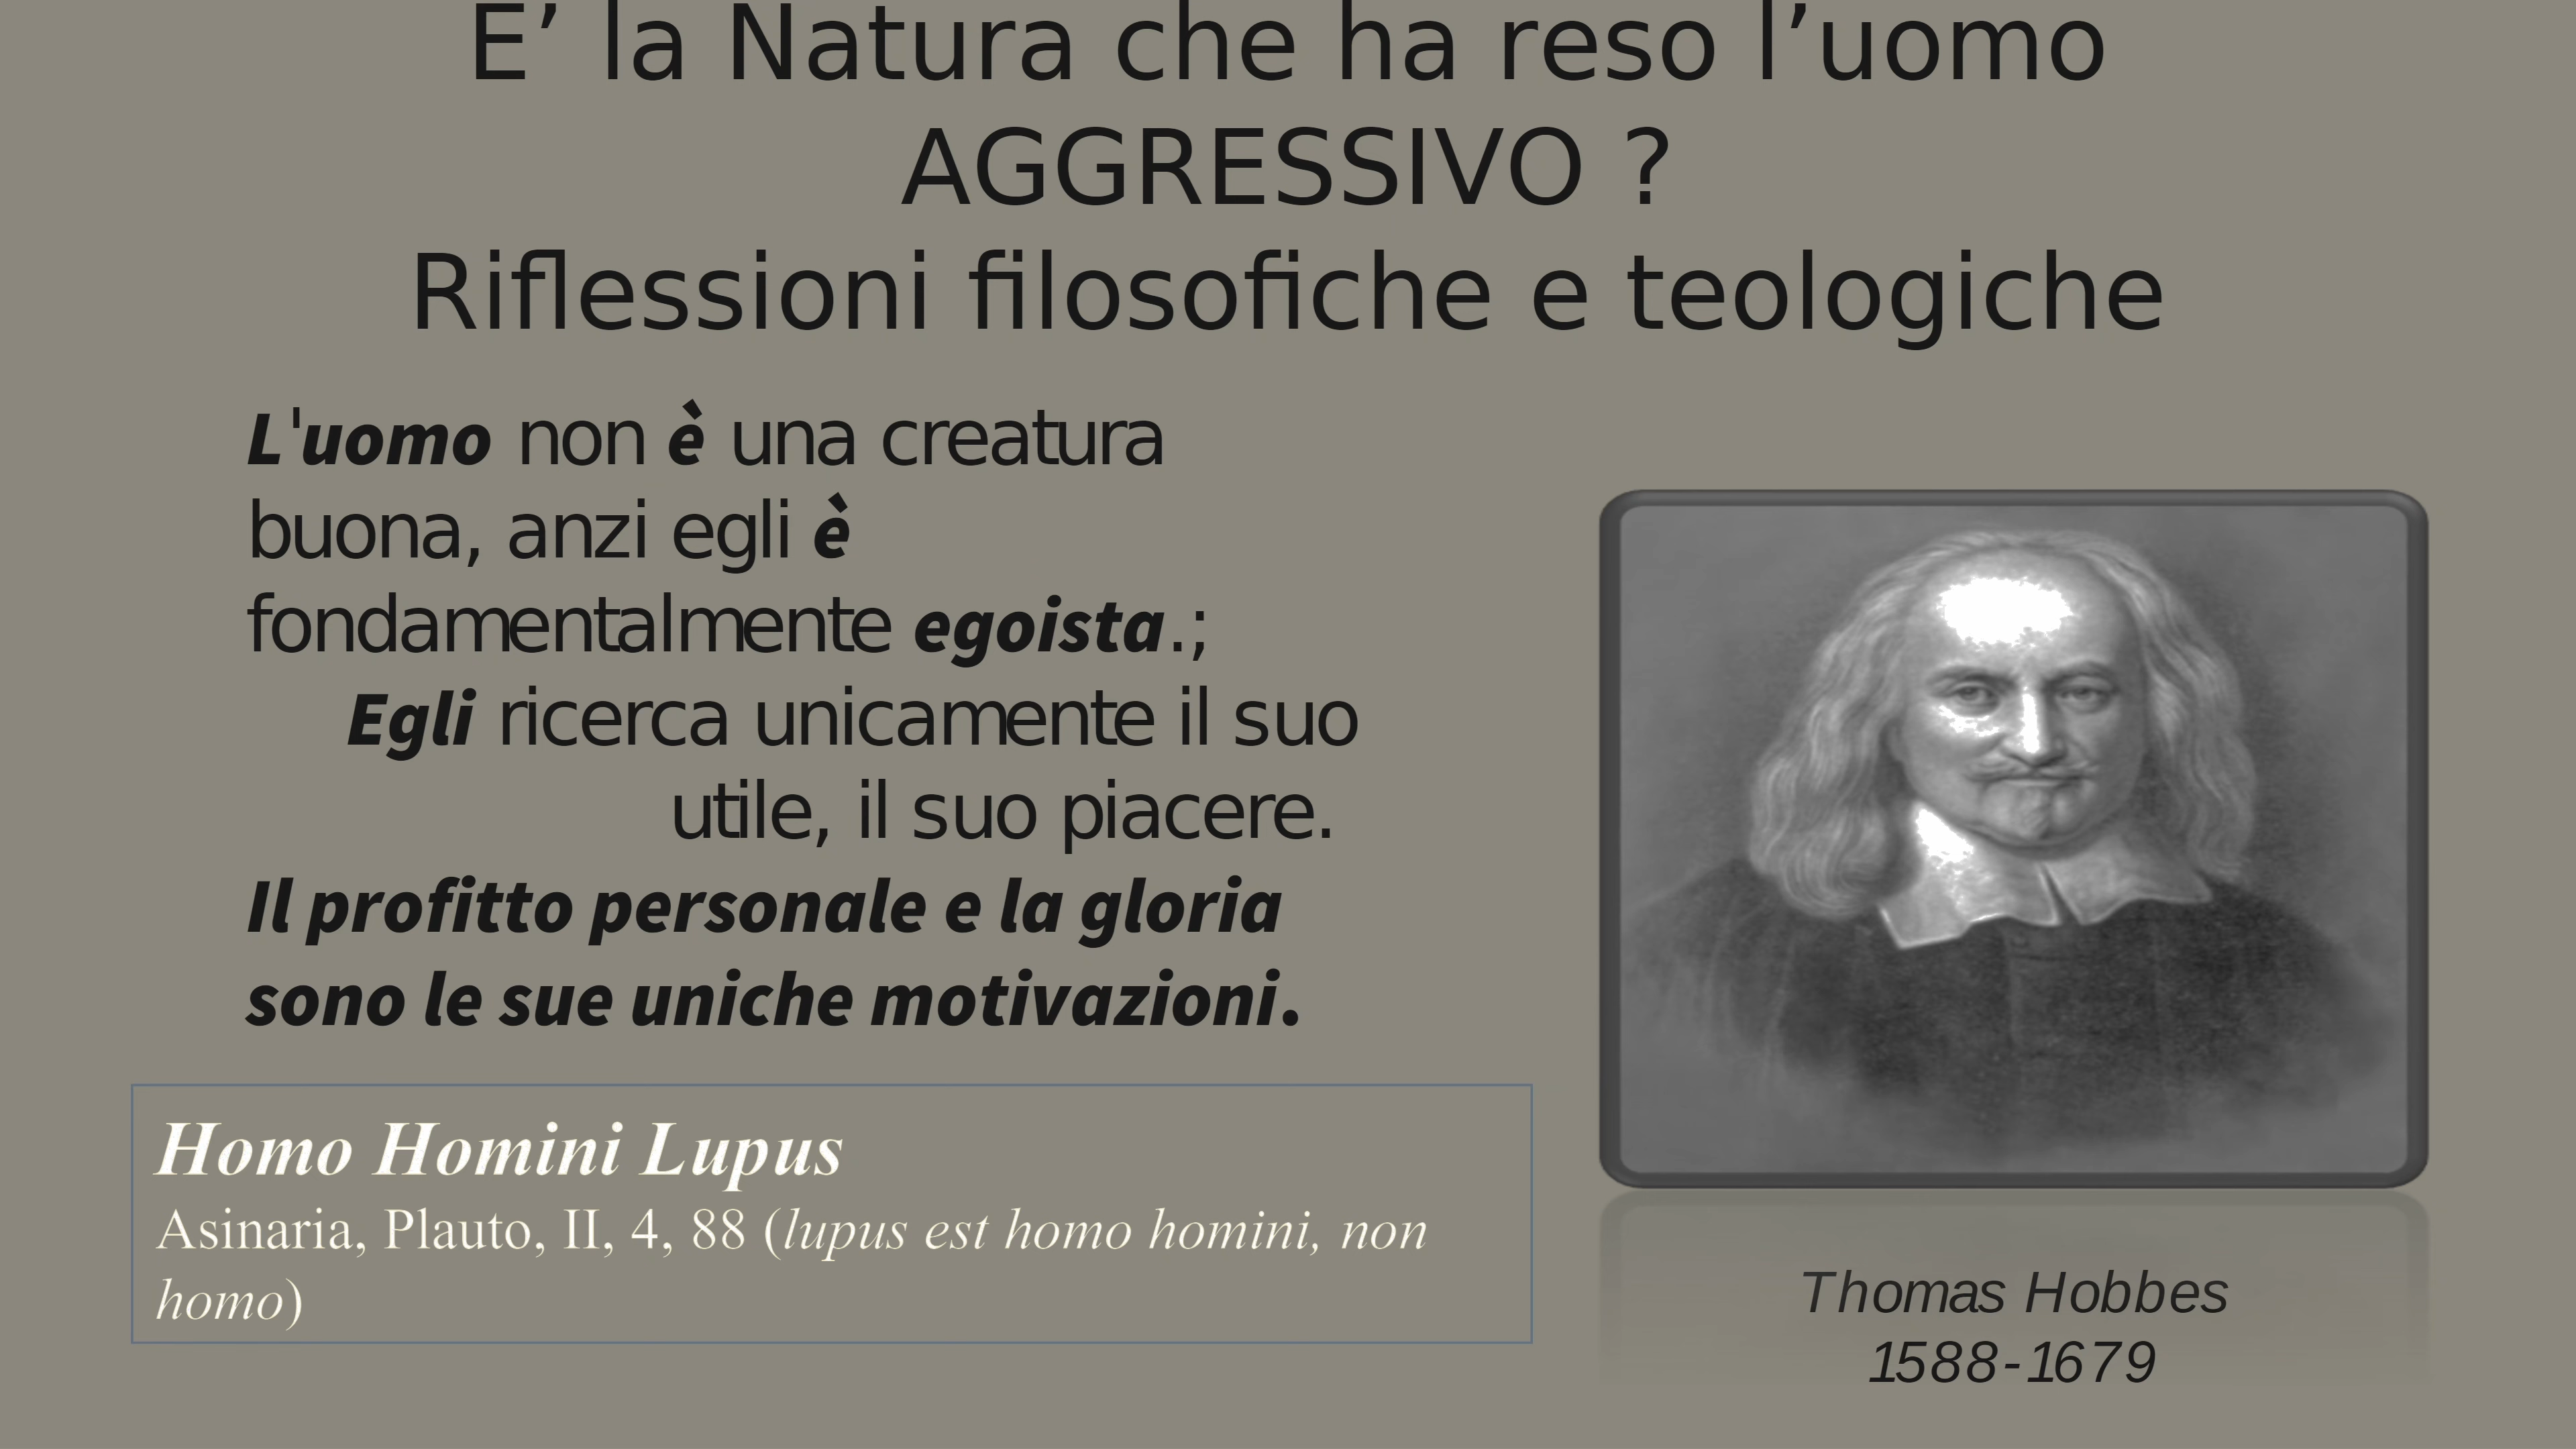 E’ la Natura che ha reso l’uomo
AGGRESSIVO ?
Riflessioni filosofiche e teologiche
L'uomo non è una creatura
buona, anzi egli è
fondamentalmente egoista.;
Egli ricerca unicamente il suo
utile, il suo piacere.
Il profitto personale e la gloria
sono le sue uniche motivazioni.
Homo Homini Lupus
Asinaria, Plauto, II, 4, 88 (lupus est homo homini, non
homo)
Thomas Hobbes
1588-1679